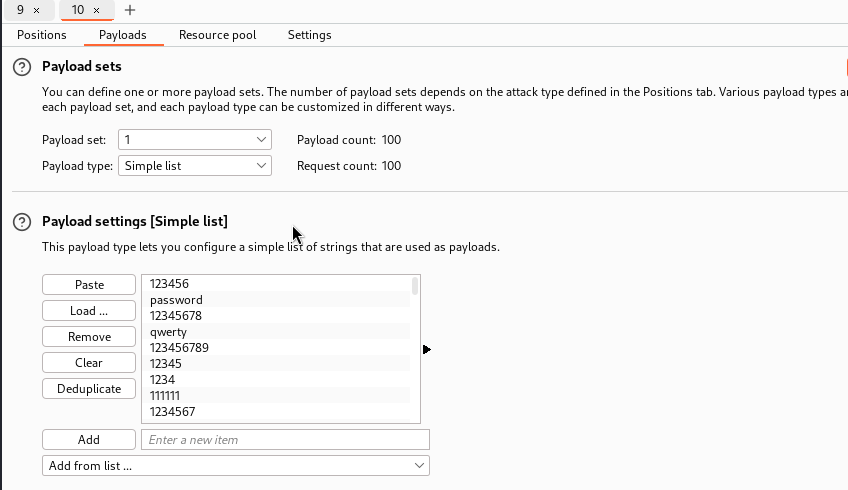 9 × 10 × +
Positions Payloads Resource pool Settings
Payload sets
You can define one or more payload sets. The number of payload sets depends on the attack type defined in the Positions tab. Various payload types
each payload set, and each payload type can be customized in different ways.
Payload set: 1 Payload count: 100
Payload type: Simple list Request count: 100
Payload settings [Simple list]
This payload type lets you configure a simple list of strings that are used as payloads.
Paste
Load ...
Remove
Clear
Deduplicate
123456
password
12345678
qwerty
123456789
12345
1234
111111
1234567
Add Enter a new item
Add from list ...